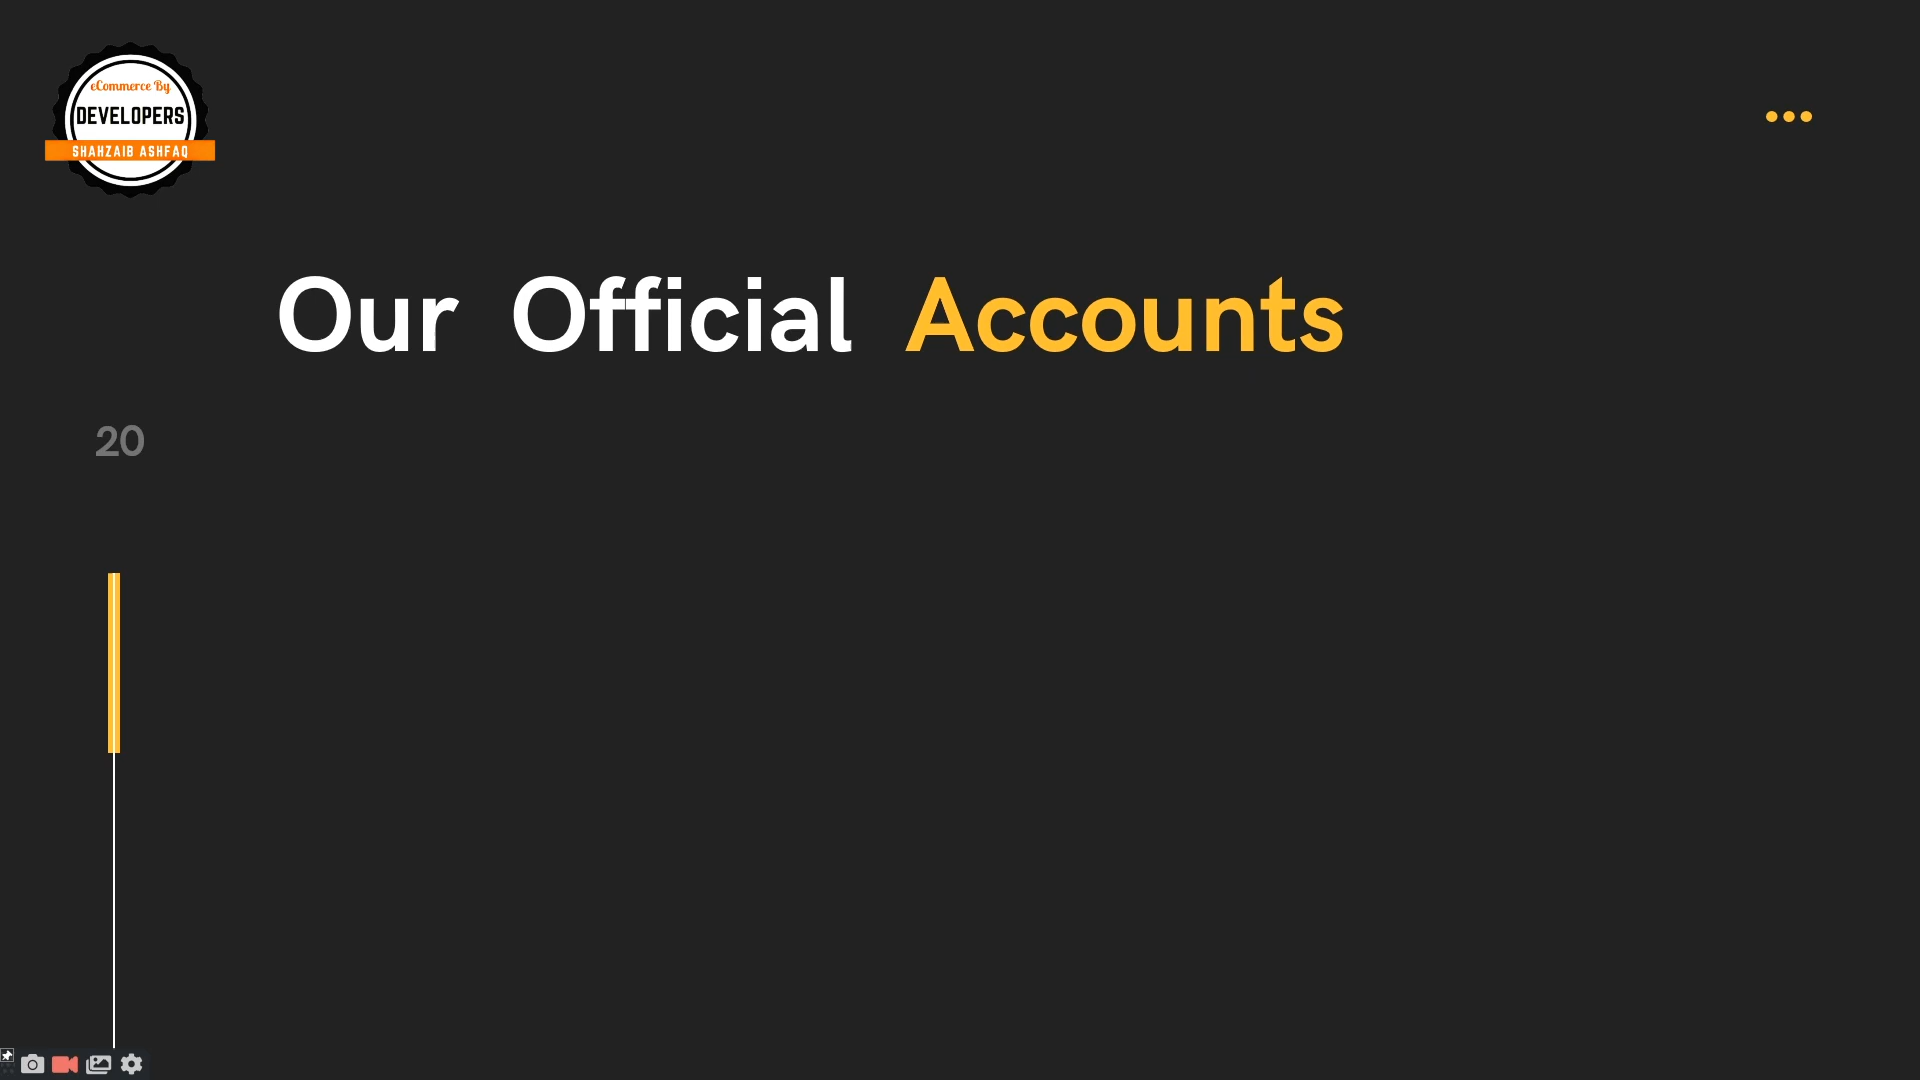 eCommerce By
DEVELOPERS
SHAHZAIB ASHFAQ
Our Official Accounts
20